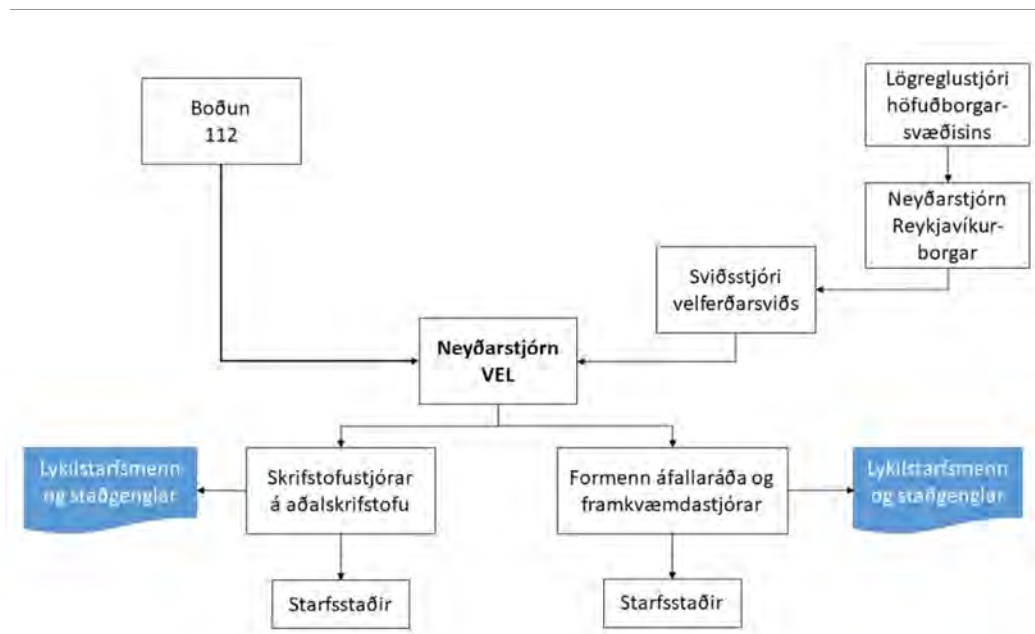 Boðun
112
Lögreglustjóri
höfuðborgar-
svæðisins
Neyðarstjórn
Reykjavíkur-
borgar
Sviðsstjóri
velferðarsviðs
Neyðarstjórn
VEL
Lykilstarfsmenn
og staðgenglar
Skrifstofustjórar
á aðalskrifstofu
Formenn áfallaráða og
framkvæmdastjórar
Lykilstarfsmenn
og staðgenglar
Starfsstaðir
Starfsstaðir